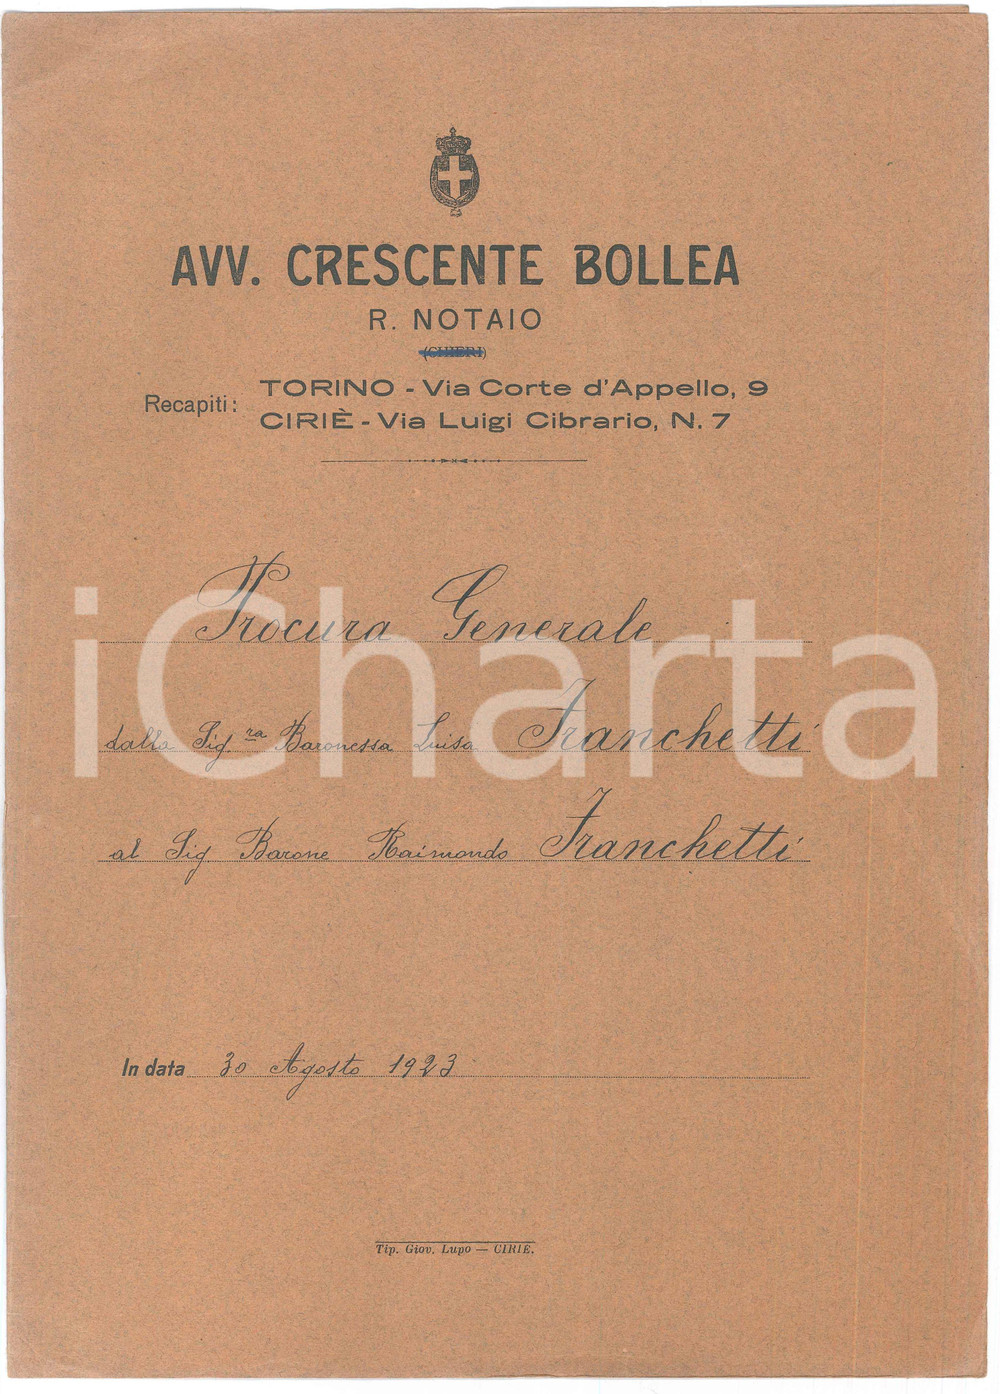 AVV. CRESCENTE BOLLEA
R. NOTAIO
(CHIERI)
Recapiti: TORINO - Via Corte d'Appello, 9
CIRIÈ - Via Luigi Cibrario, N. 7
Procura Generale
dalla Sig.ra Baronessa Luisa Franchetti
al Sig. Barone Raimondo Franchetti
In data 30 Agosto 1923
Tip. Giov. Lupo — CIRIÈ.
iCharta